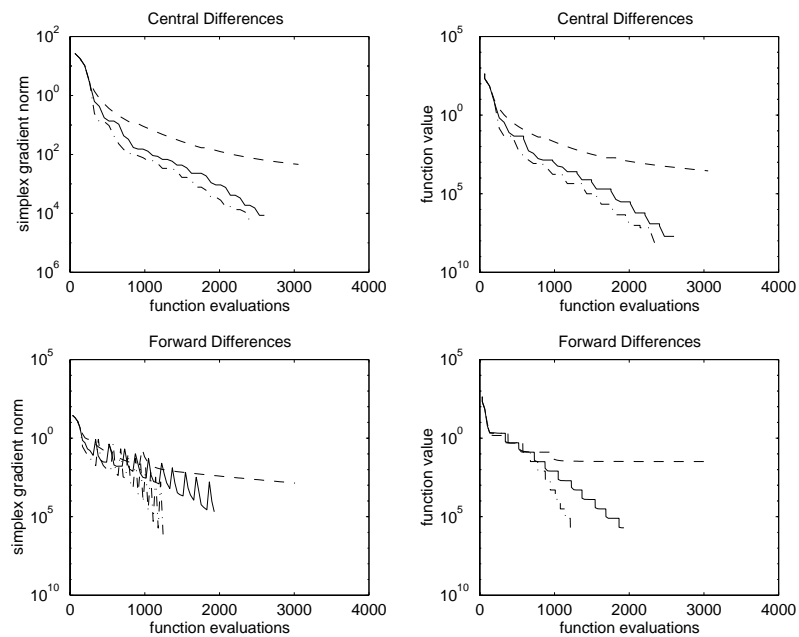 Central Differences
10^2
10^0
10^2
10^4
10^6
simplex gradient norm
0 1000 2000 3000 4000
function evaluations
Central Differences
10^5
10^0
10^5
10^10
function value
0 1000 2000 3000 4000
function evaluations
Forward Differences
10^5
10^0
10^5
10^10
simplex gradient norm
0 1000 2000 3000 4000
function evaluations
Forward Differences
10^5
10^0
10^5
10^10
function value
0 1000 2000 3000 4000
function evaluations